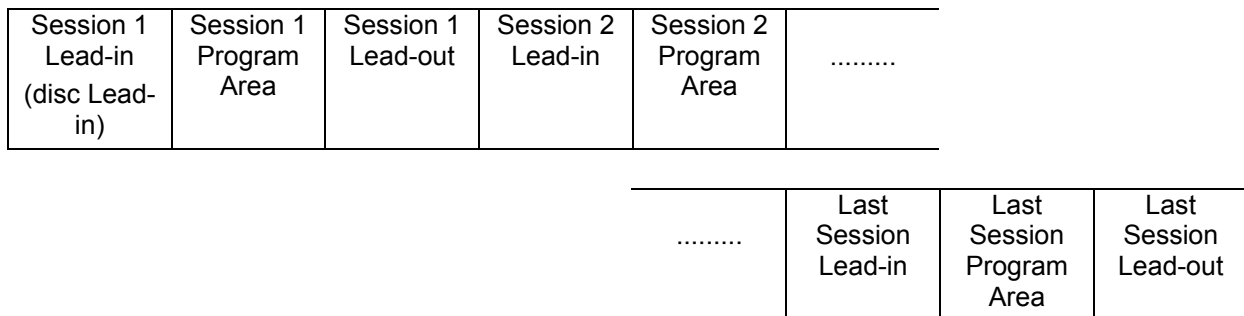 Session 1
Lead-in
(disc Lead-
in)
Session 1
Program
Area
Session 1
Lead-out
Session 2
Lead-in
Session 2
Program
Area
.........
.........
Last
Session
Lead-in
Last
Session
Program
Area
Last
Session
Lead-out